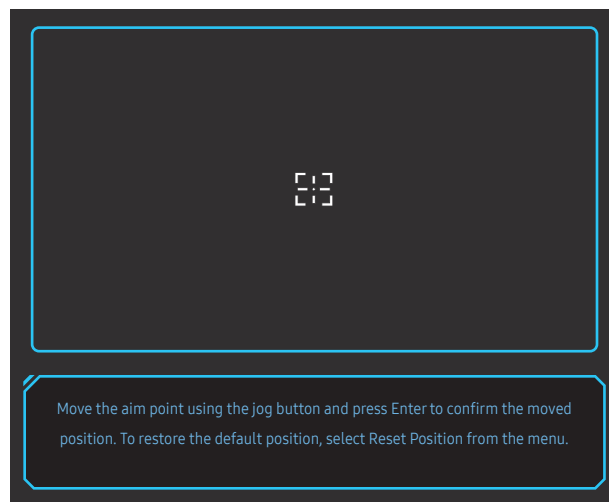 Move the aim point using the jog button and press Enter to confirm the moved
position. To restore the default position, select Reset Position from the menu.